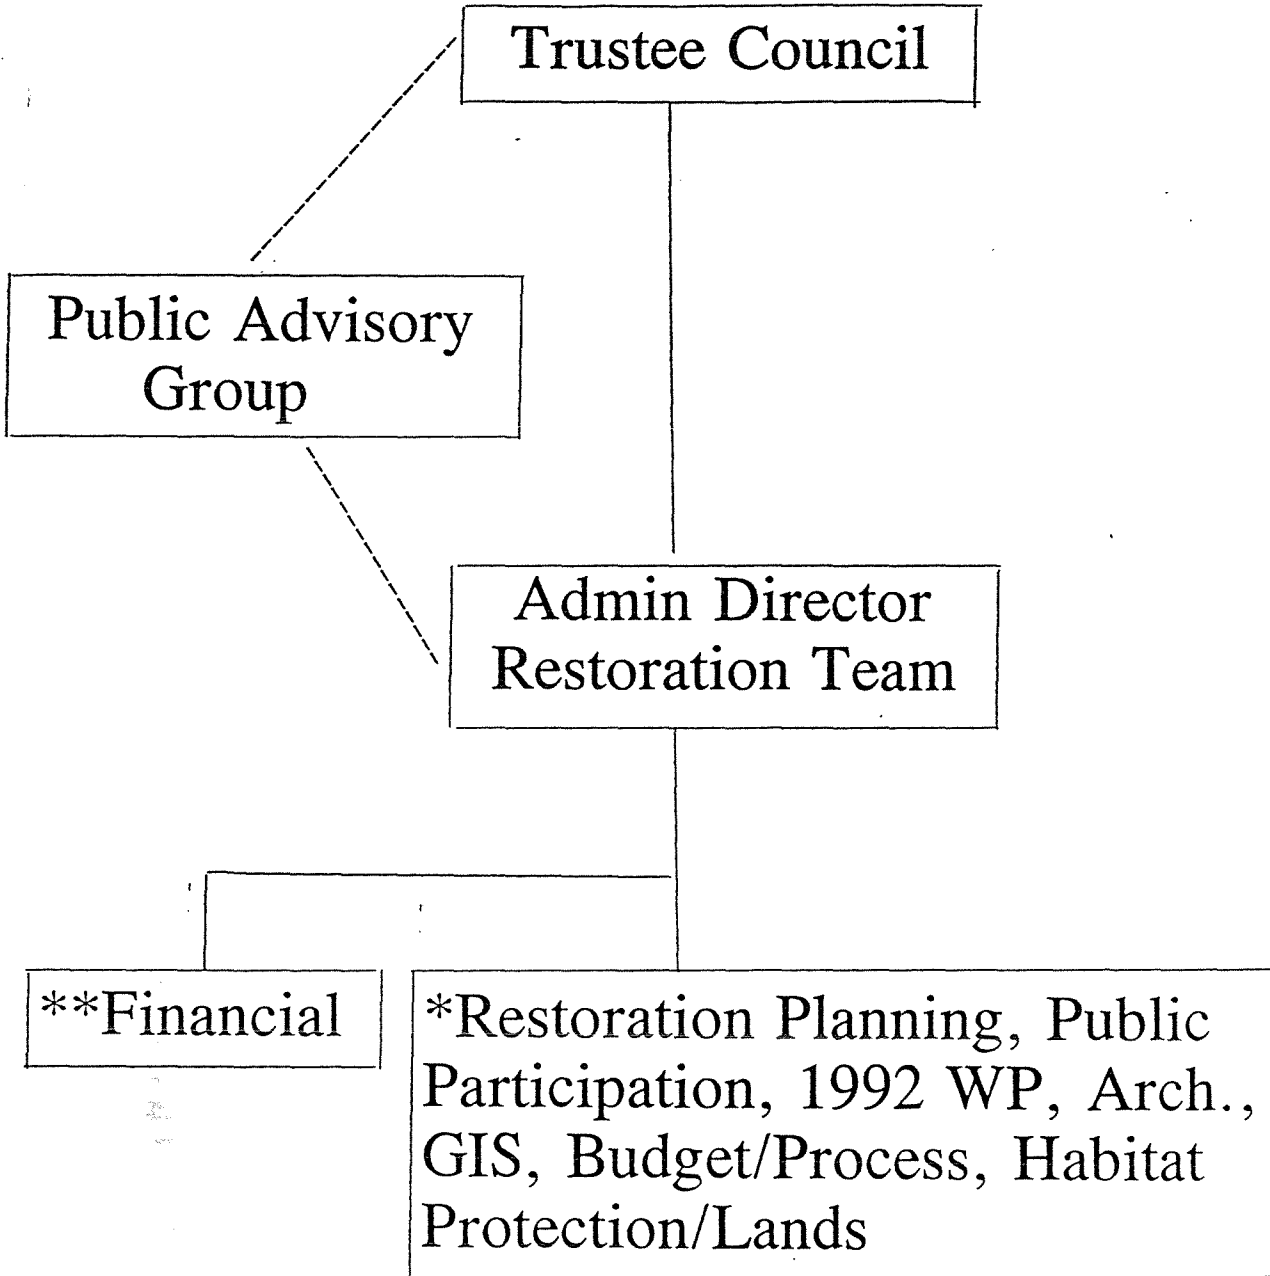 Trustee Council
Public Advisory
Group
Admin Director
Restoration Team
**Financial
*Restoration Planning, Public
Participation, 1992 WP, Arch.,
GIS, Budget/Process, Habitat
Protection/Lands